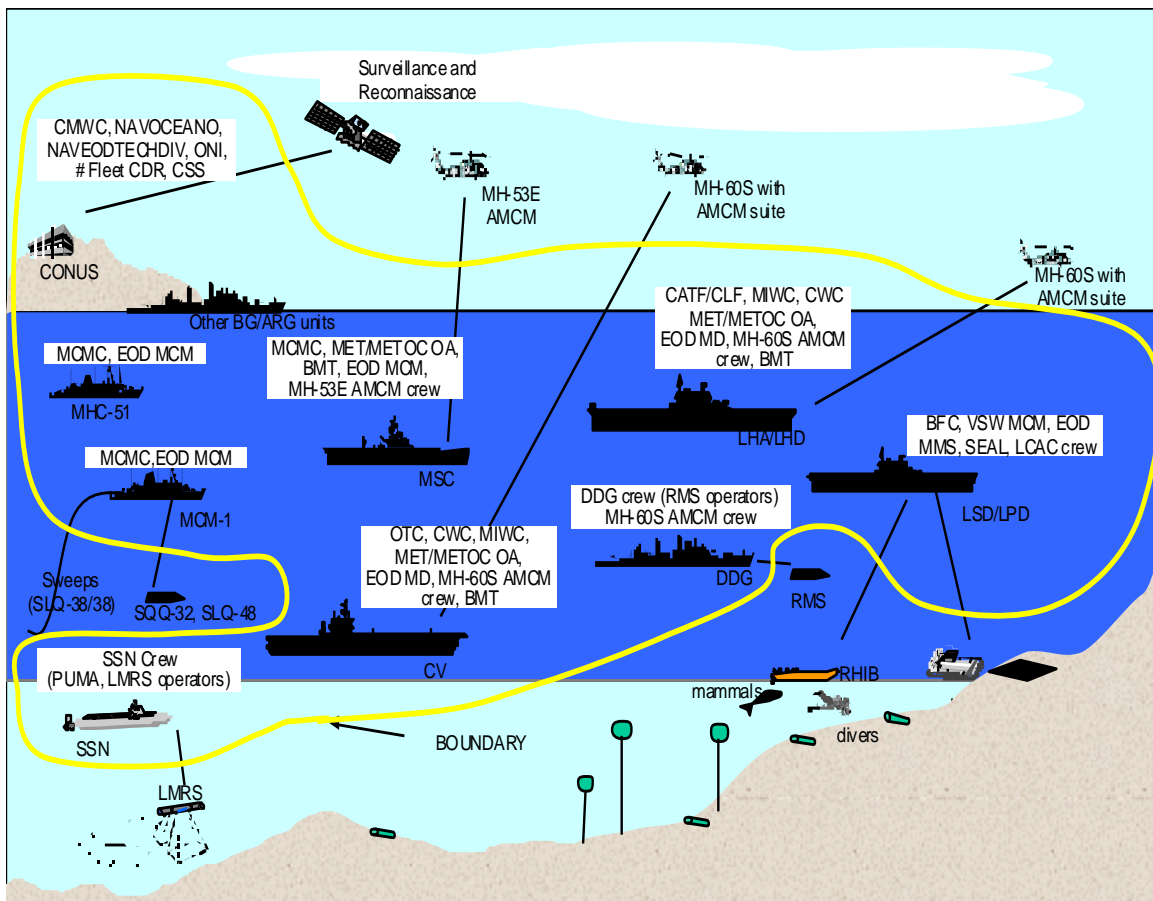 Surveillance and
Reconnaissance
CMWC, NAVOCEANO,
NAVEODTECHDIV, ONI,
# Fleet CDR, CSS
MH-53E
AMCM
MH-60S with
AMCM suite
CONUS
MH-60S with
AMCM suite
Other BG/ARG units
CATF/CLF, MIWC, CWC
MET/METOC OA,
EOD MD, MH-60S AMCM
crew, BMT
MCMC, EOD MCM
MHC-51
MCMC, MET/METOC OA,
BMT, EOD MCM,
MH-53E AMCM crew
LHA/LHD
BFC, VSW MCM, EOD
MMS, SEAL, LCAC crew
MCMC,EOD MCM
MCM-1
MSC
LSD/LPD
DDG crew (RMS operators)
MH-60S AMCM crew
OTC, CWC, MIWC,
MET/METOC OA,
EOD MD, MH-60S AMCM
crew, BMT
DDG
RMS
Sweeps
(SLQ-38/38)
SQQ-32, SLQ-48
SSN Crew
(PUMA, LMRS operators)
CV
RHIB
mammals
SSN
BOUNDARY
divers
LMRS